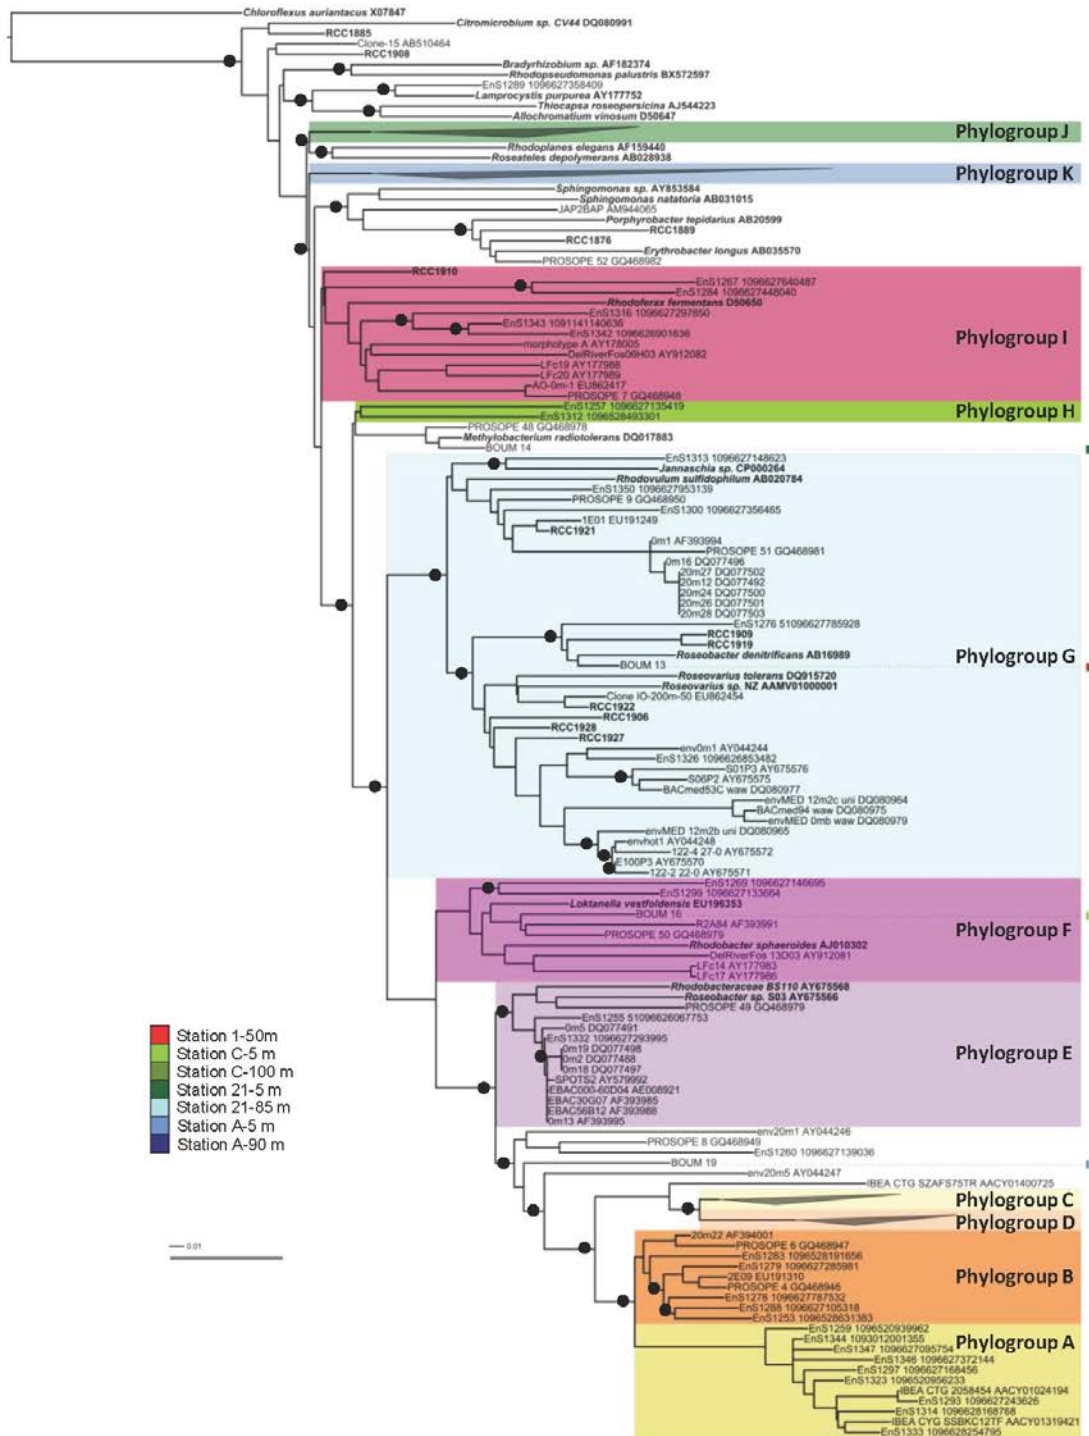 Chloroflexus auriantacus X07847
Citromicrobium sp. CV44 DQ080991
RCC1885
Clone-15 AB510464
RCC1908
Bradyrhizobium sp. AF182374
Rhodopseudomonas palustris BX572597
EnS1289 1096627358409
Lamprocystis purpurea AY177752
Thiocapsa roseopersicina AJ544223
Allochromatium vinosum D50647
Phylogroup J
Rhodoplanes elegans AF159440
Roseateles depolymerans AB028938
Phylogroup K
Sphingomonas sp. AY853584
Sphingomonas natatoria AB031015
JAP2BAP AM944065
Porphyrobacter tepidarius AB20599
RCC1889
RCC1876
Erythrobacter longus AB035570
PROSOPE 52 GQ468982
RCC1910
EnS1267 1096627640487
EnS1284 1096627448040
Rhodoferax fermentans D50650
EnS1316 1096627297850
EnS1343 1091141140636
EnS1342 1096626901636
Phylogroup I
morpholype A AY178005
DelRiverFos06H03 AY912082
LFc19 AY177988
LFc20 AY177989
AO-0m-1 EU862417
PROSOPE 7 GQ468948
EnS1257 1096627135419
Phylogroup H
EnS1312 1096528493301
PROSOPE 48 GQ468978
Methylobacterium radiotolerans DQ017883
BOUM 14
EnS1313 1096627148623
Jannaschia sp. CP000264
Rhodovulum sulfidophilum AB020784
EnS1350 1096627953139
PROSOPE 9 GQ468950
EnS1300 1096627356465
1E01 EU191249
RCC1921
0m1 AF393994
PROSOPE 51 GQ468981
0m16 DQ077496
20m27 DQ077502
20m12 DQ077492
20m24 DQ077500
20m26 DQ077501
20m28 DQ077503
EnS1276 51096627785928
RCC1909
RCC1919
Roseobacter denitrificans AB16989
Phylogroup G
BOUM 13
Roseovarius tolerans DQ915720
Roseovarius sp. NZ AAMV01000001
Clone IO-200m-50 EU862454
RCC1922
RCC1906
RCC1928
RCC1927
env0m1 AY044244
EnS1326 1096626853482
S01P3 AY675576
S06P2 AY675575
BACmed53C waw DQ080977
envMED 12m2c uni DQ080964
BACmed94 waw DQ080975
envMED 0mb waw DQ080979
envMED 12m2b uni DQ080965
envhot1 AY044248
122-4 27-0 AY675572
E100P3 AY675570
122-2 22-0 AY675571
EnS1269 1096627146695
EnS1299 1096627133664
Loktanella vestfoldensis EU196353
BOUM 16
R2A84 AF393991
Phylogroup F
PROSOPE 50 GQ468979
Rhodobacter sphaeroides AJ010302
DelRiverFos 13D03 AY912081
LFc14 AY177983
LFc17 AY177986
Rhodobacteraceae BS110 AY675568
Roseobacter sp. S03 AY675566
PROSOPE 49 GQ468979
EnS1255 51096626067753
0m5 DQ077491
EnS1332 1096627293995
0m19 DQ077498
Phylogroup E
0m2 DQ077488
0m18 DQ077497
SPOTS2 AY579992
EBAC000-60D04 AE008921
EBAC30G07 AF393985
EBAC56B12 AF393988
0m13 AF393995
Station 1-50m
Station C-5 m
Station C-100 m
Station 21-5 m
Station 21-85 m
Station A-5 m
Station A-90 m
env20m1 AY044246
PROSOPE 8 GQ468949
EnS1260 1096627139036
BOUM 19
env20m5 AY044247
IBEA CTG SZAFS75TR AACY01400725
Phylogroup C
Phylogroup D
20m22 AF394001
PROSOPE 6 GQ468947
EnS1283 1096528191656
EnS1279 1096627285981
Phylogroup B
2E09 EU191310
PROSOPE 4 GQ468946
EnS1278 1096627787532
EnS1288 1096627105318
EnS1253 1096528631383
EnS1259 1096520939962
EnS1344 1093012001355
Phylogroup A
EnS1347 1096627095754
EnS1346 1096627372144
EnS1297 1096627168456
EnS1323 1096520956233
IBEA CTG 2058454 AACY01024194
EnS1293 1096627243626
EnS1314 1096628168768
IBEA CYG SSBKC12TF AACY01319421
EnS1333 1096628254795
0.01